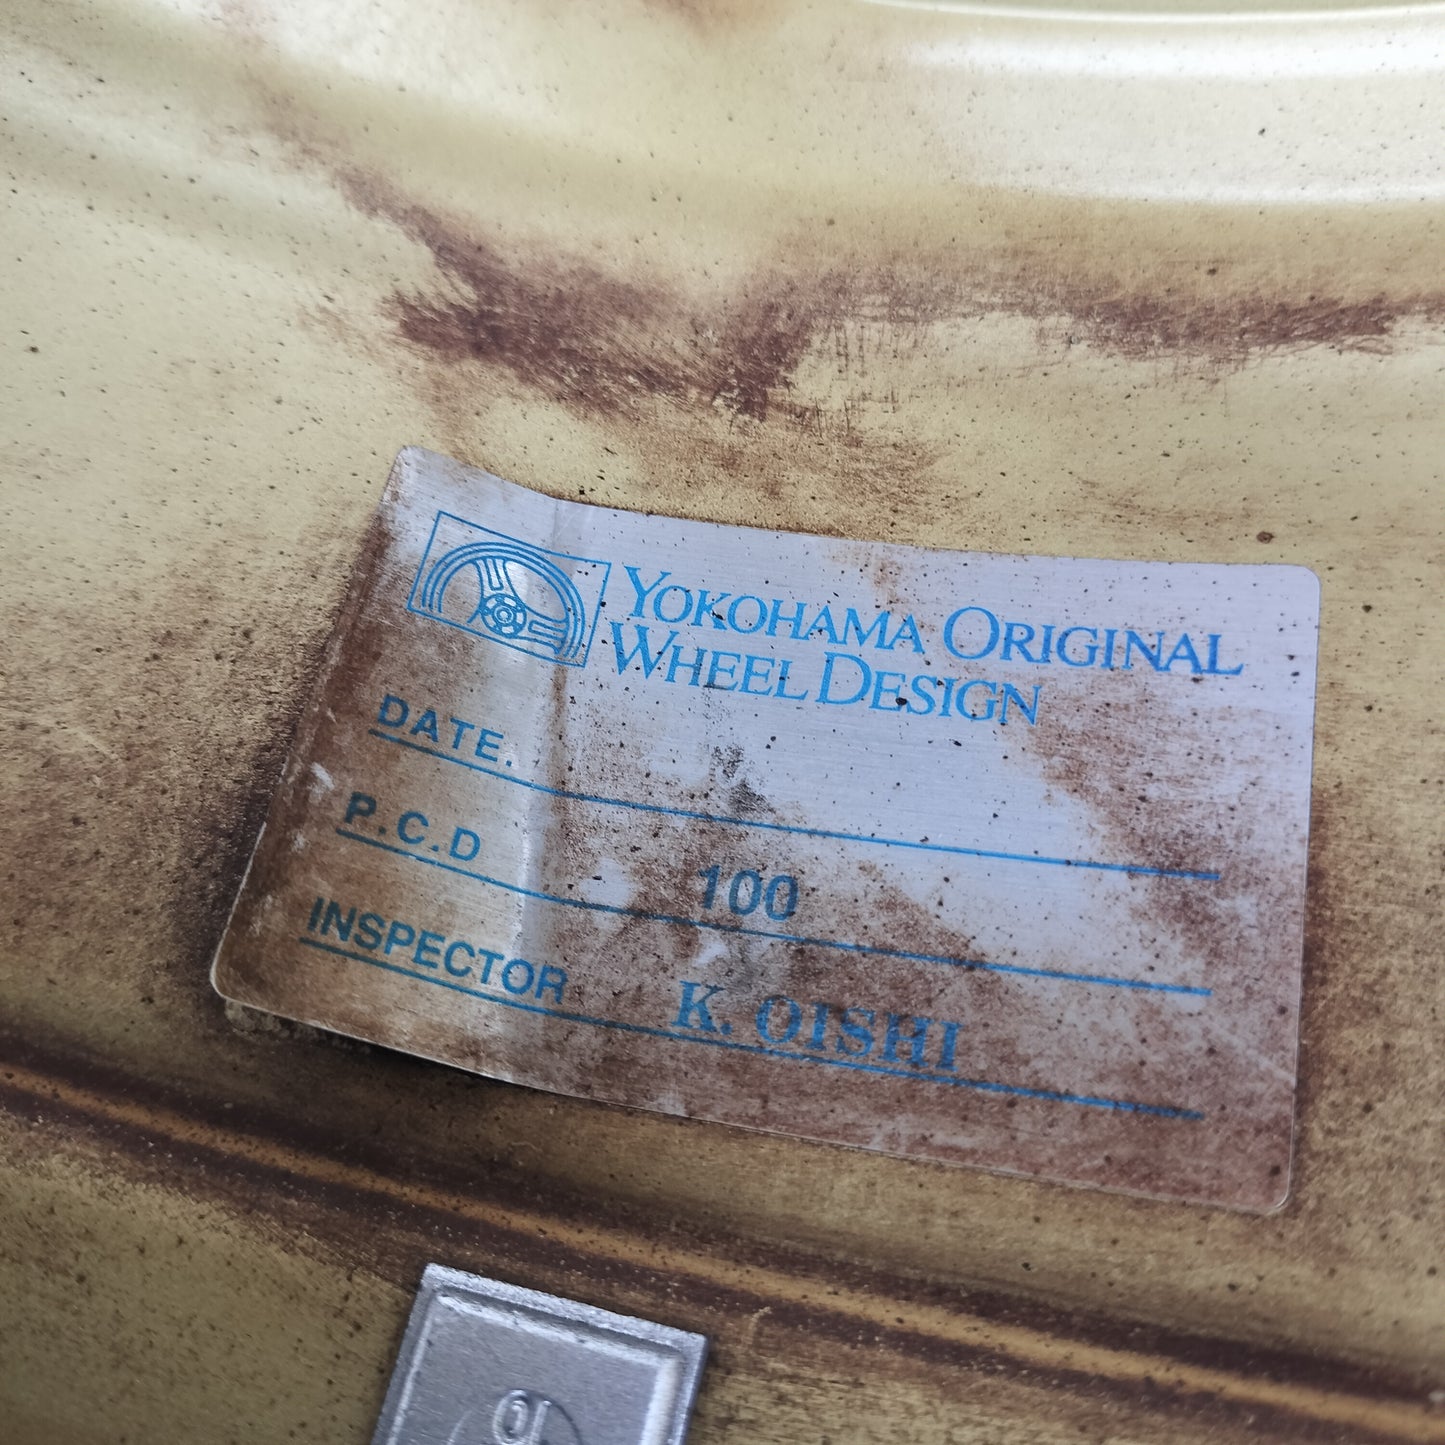 YOKOHAMA ORIGINAL
WHEEL DESIGN
DATE.
P.C.D 100
INSPECTOR K. OISHI